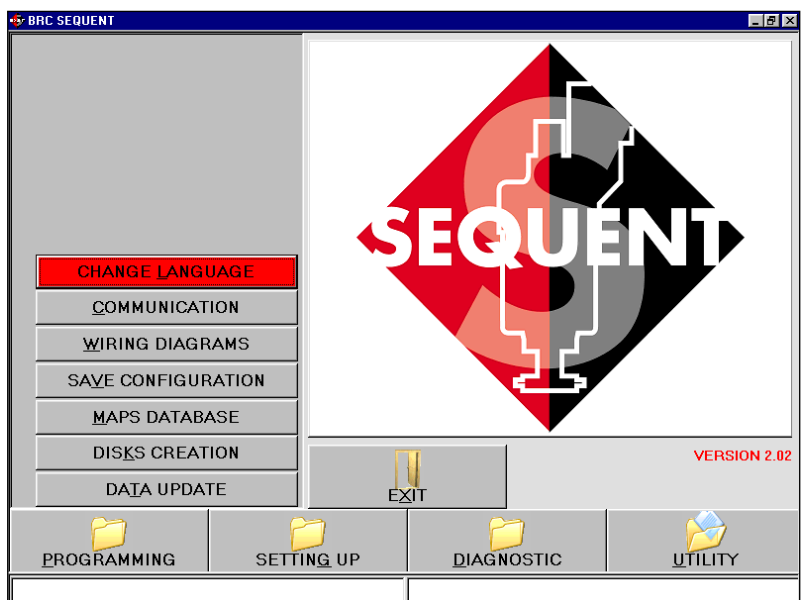 BRC SEQUENT
SEQUENT
CHANGE LANGUAGE
COMMUNICATION
WIRING DIAGRAMS
SAVE CONFIGURATION
MAPS DATABASE
DISKS CREATION
DATA UPDATE
EXIT
VERSION 2.02
PROGRAMMING
SETTING UP
DIAGNOSTIC
UTILITY